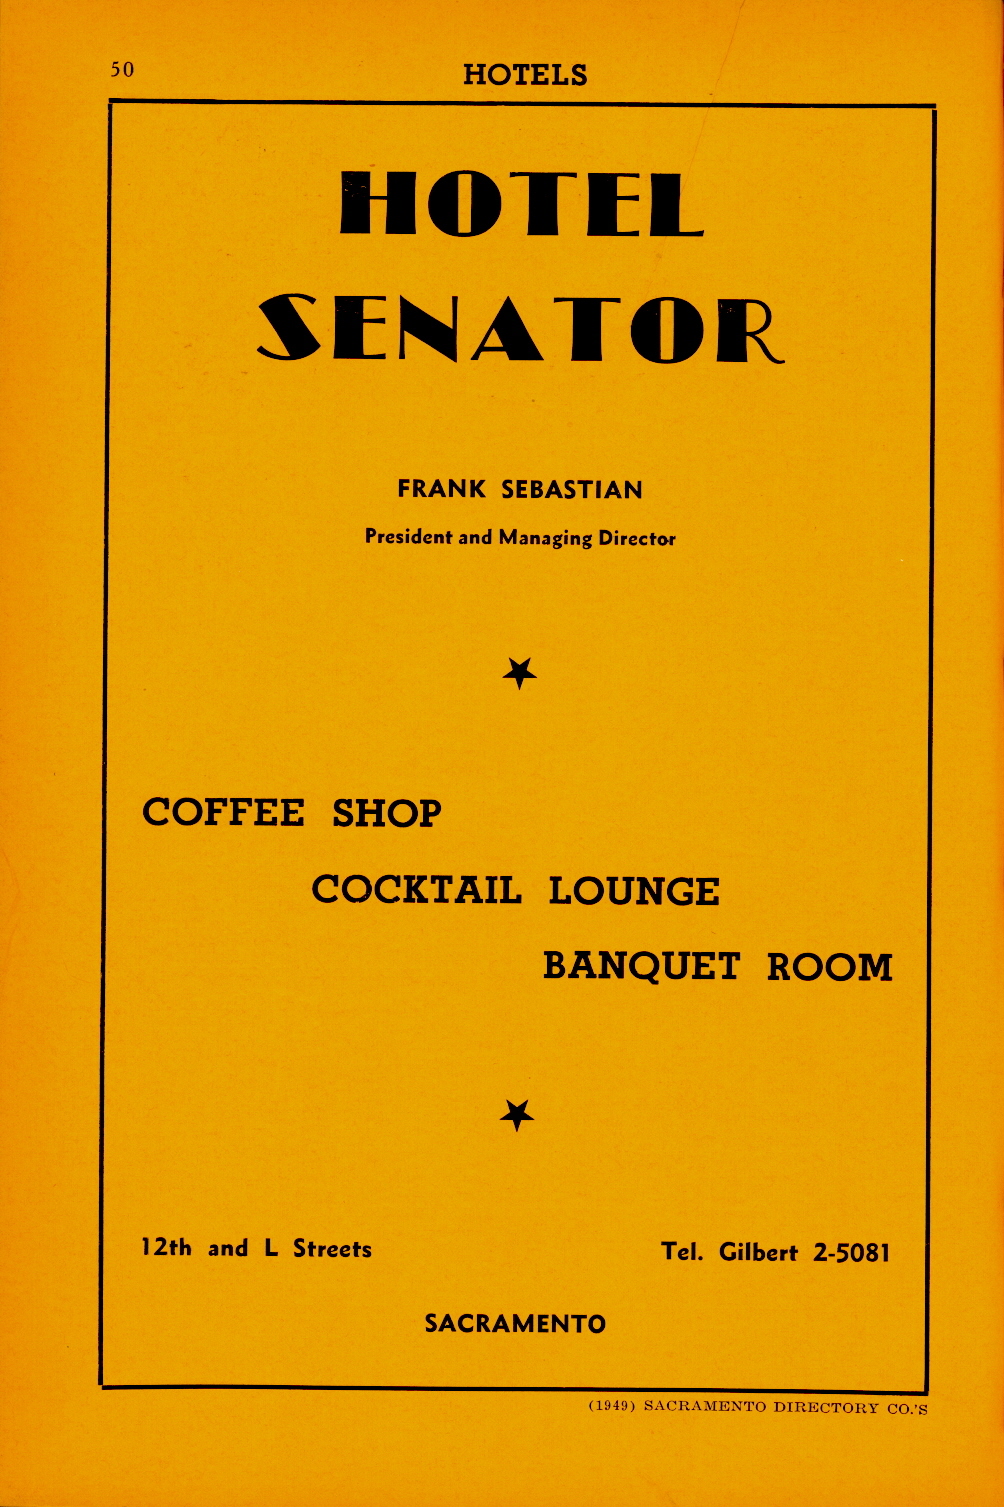 50
HOTELS
HOTEL
SENATOR
FRANK SEBASTIAN
President and Managing Director
COFFEE SHOP
COCKTAIL LOUNGE
BANQUET ROOM
12th and L Streets
Tel. Gilbert 2-5081
SACRAMENTO
(1949) SACRAMENTO DIRECTORY CO.'S